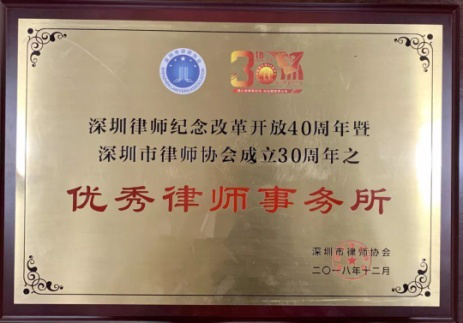 30
深圳律师纪念改革开放40周年暨
深圳市律师协会成立30周年之
优秀律师事务所
深圳市律师协会
二〇一八年十二月